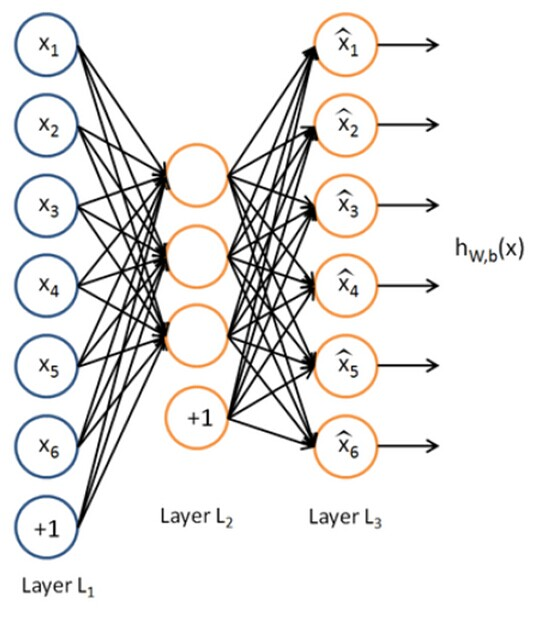 x₁
x₂
x₃
x₄
x₅
x₆
+1
Layer L₁
+1
Layer L₂
x̂₁
x̂₂
x̂₃
x̂₄
x̂₅
x̂₆
Layer L₃
h_W,b(x)